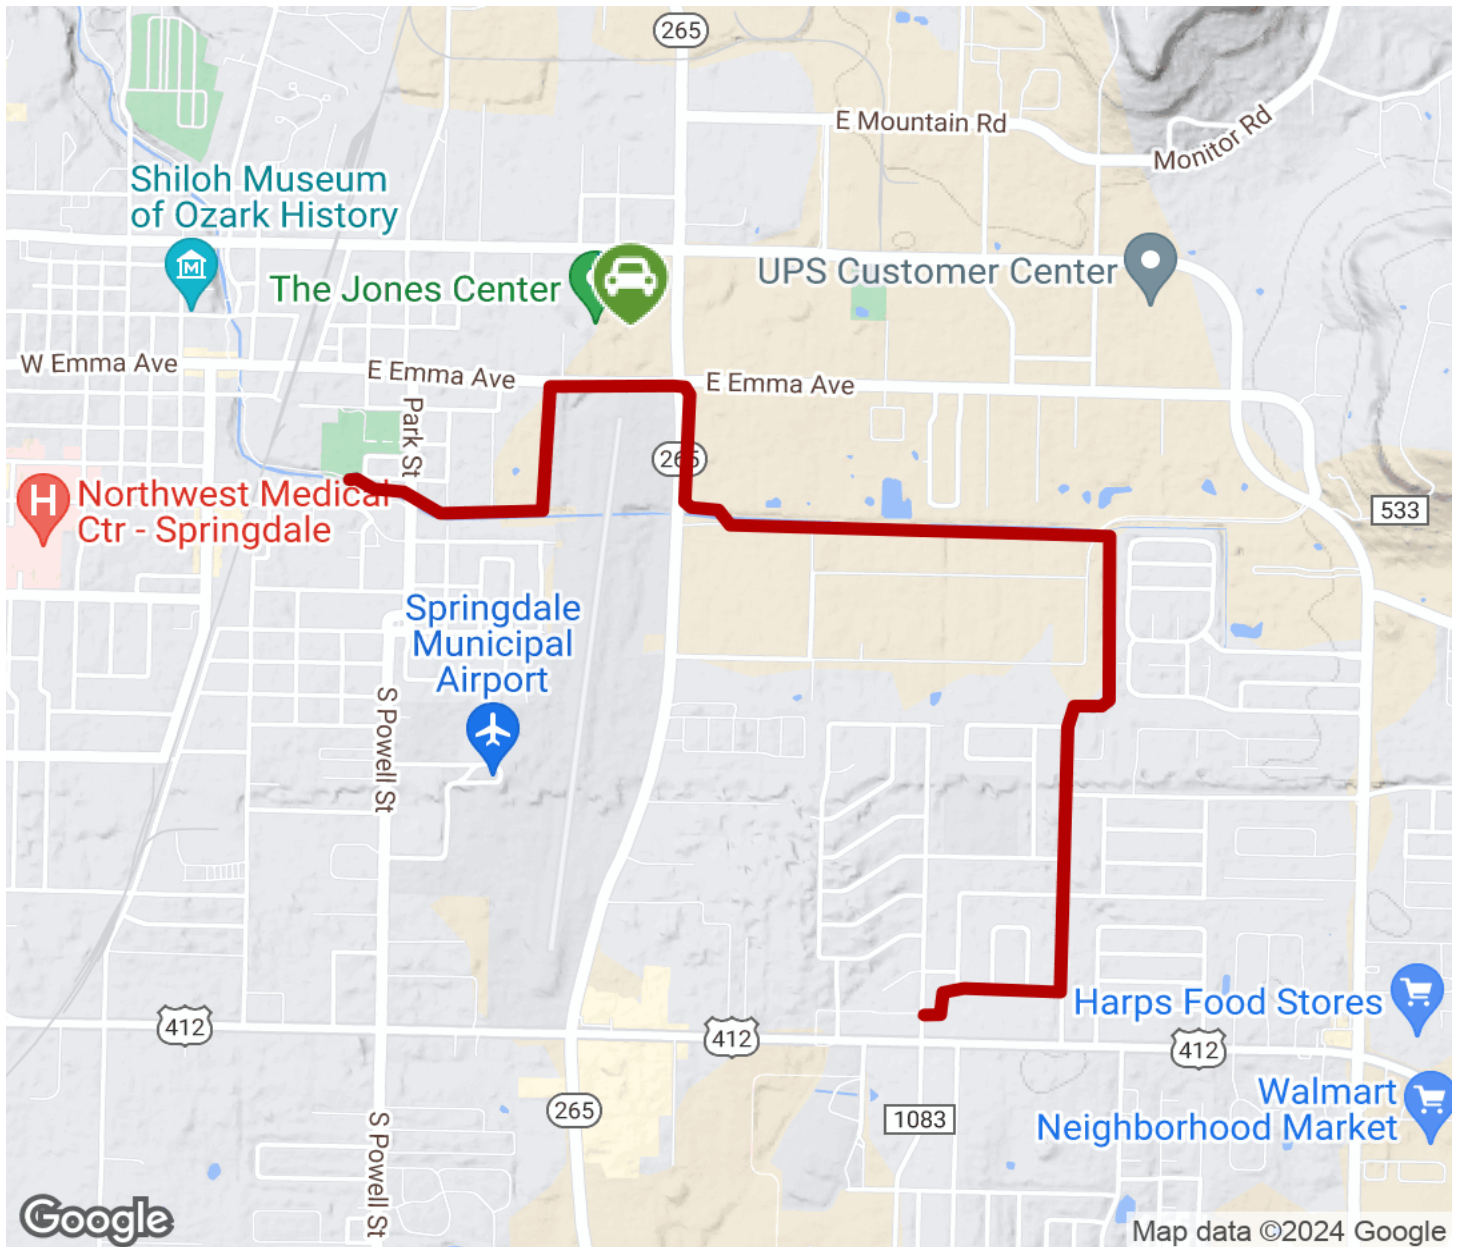 265
E Mountain Rd
Monitor Rd
Shiloh Museum
of Ozark History
M
The Jones Center
UPS Customer Center
W Emma Ave
E Emma Ave
E Emma Ave
Park St
265
H
Northwest Medical
Ctr - Springdale
533
Springdale
Municipal
Airport
S Powell St
Harps Food Stores
412
412
412
Walmart
Neighborhood Market
265
1083
S Powell St
Google
Map data ©2024 Google